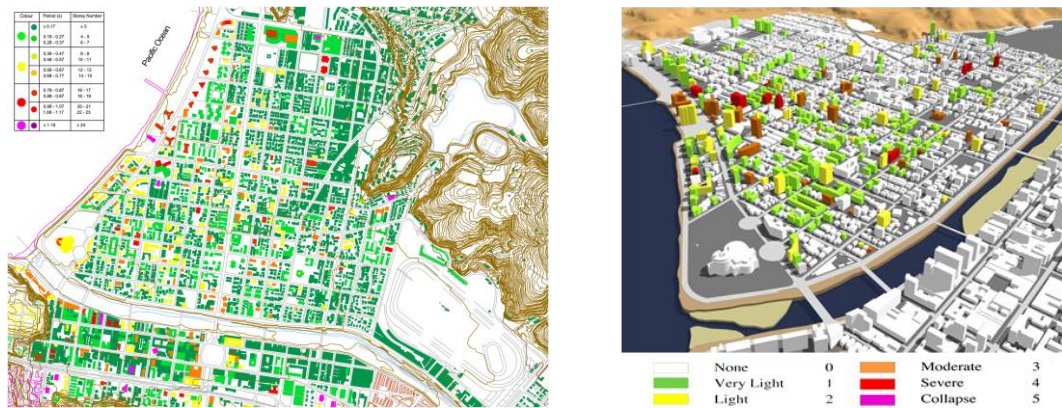 Colour Period (s) Storey Number
≤ 0.17 ≤ 3
0.18 - 0.27 4 - 5
0.28 - 0.37 6 - 7
0.38 - 0.47 8 - 9
0.48 - 0.57 10 - 11
0.58 - 0.67 12 - 13
0.68 - 0.77 14 - 15
0.78 - 0.87 16 - 17
0.88 - 0.97 18 - 19
0.98 - 1.07 20 - 21
1.08 - 1.17 22 - 23
≥ 1.18 ≥ 24
Pacific Ocean
None 0
Very Light 1
Light 2
Moderate 3
Severe 4
Collapse 5